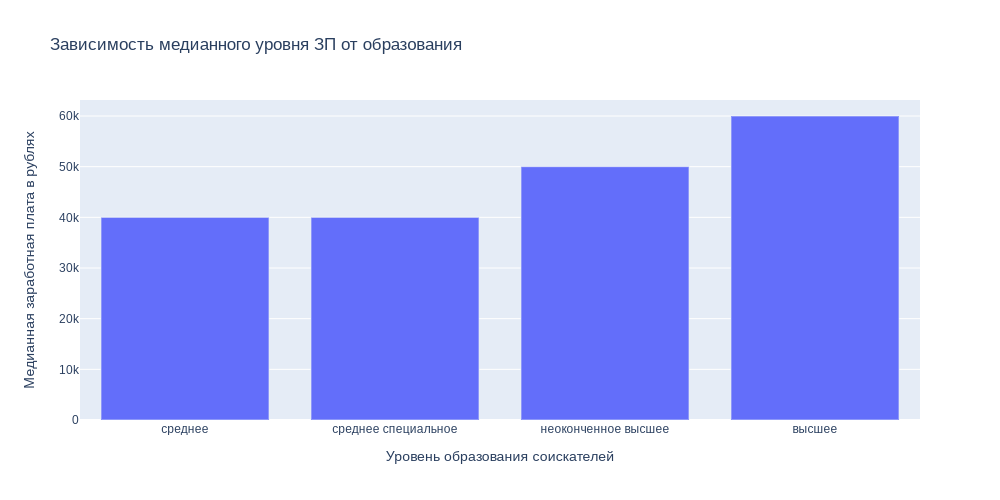 Зависимость медианного уровня ЗП от образования
Медианная заработная плата в рублях
60k
50k
40k
30k
20k
10k
0
среднее
среднее специальное
неоконченное высшее
высшее
Уровень образования соискателей